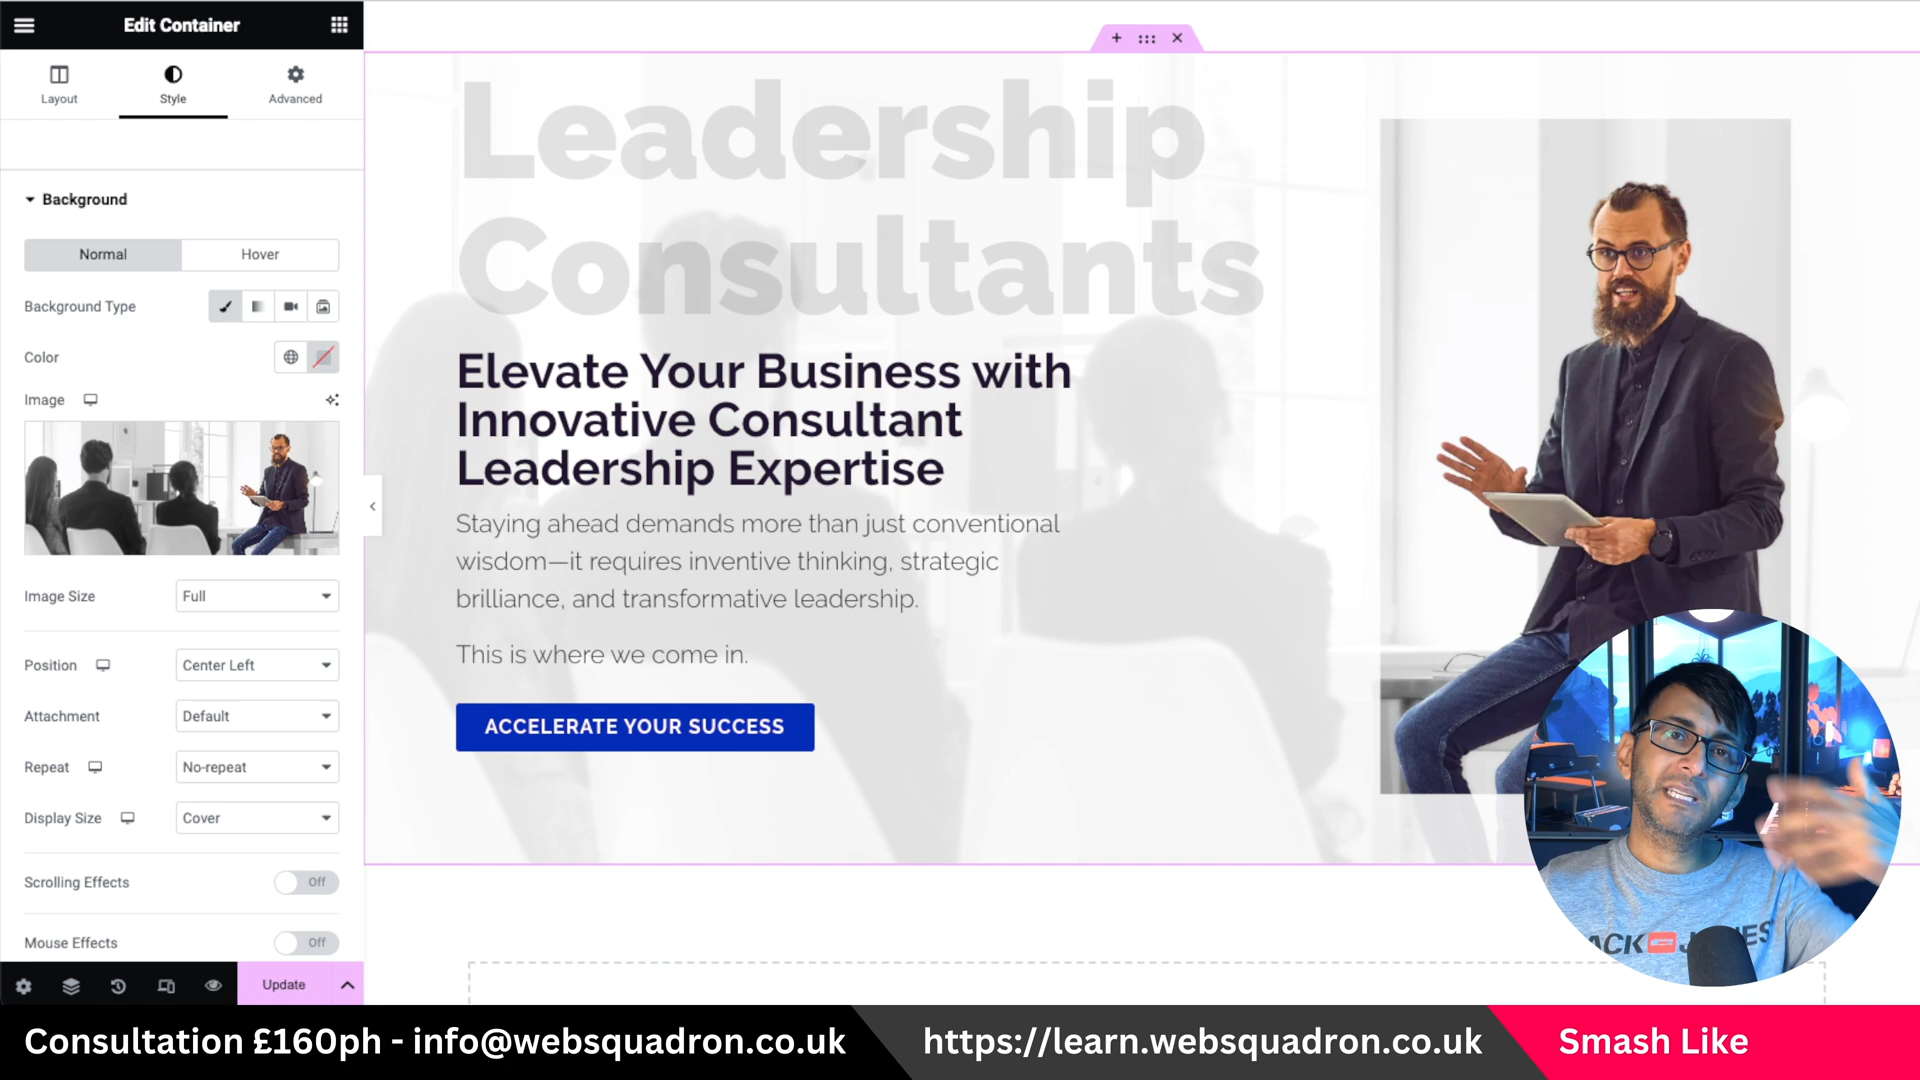 Edit Container
Layout
Style
Advanced
Background
Normal
Hover
Background Type
Color
Image
Image Size
Full
Position
Center Left
Attachment
Default
Repeat
No-repeat
Display Size
Cover
Scrolling Effects
Off
Mouse Effects
Off
Update
Leadership
Consultants
Elevate Your Business with
Innovative Consultant
Leadership Expertise
Staying ahead demands more than just conventional
wisdom—it requires inventive thinking, strategic
brilliance, and transformative leadership.
This is where we come in.
ACCELERATE YOUR SUCCESS
Consultation £160ph - info@websquadron.co.uk
https://learn.websquadron.co.uk
Smash Like